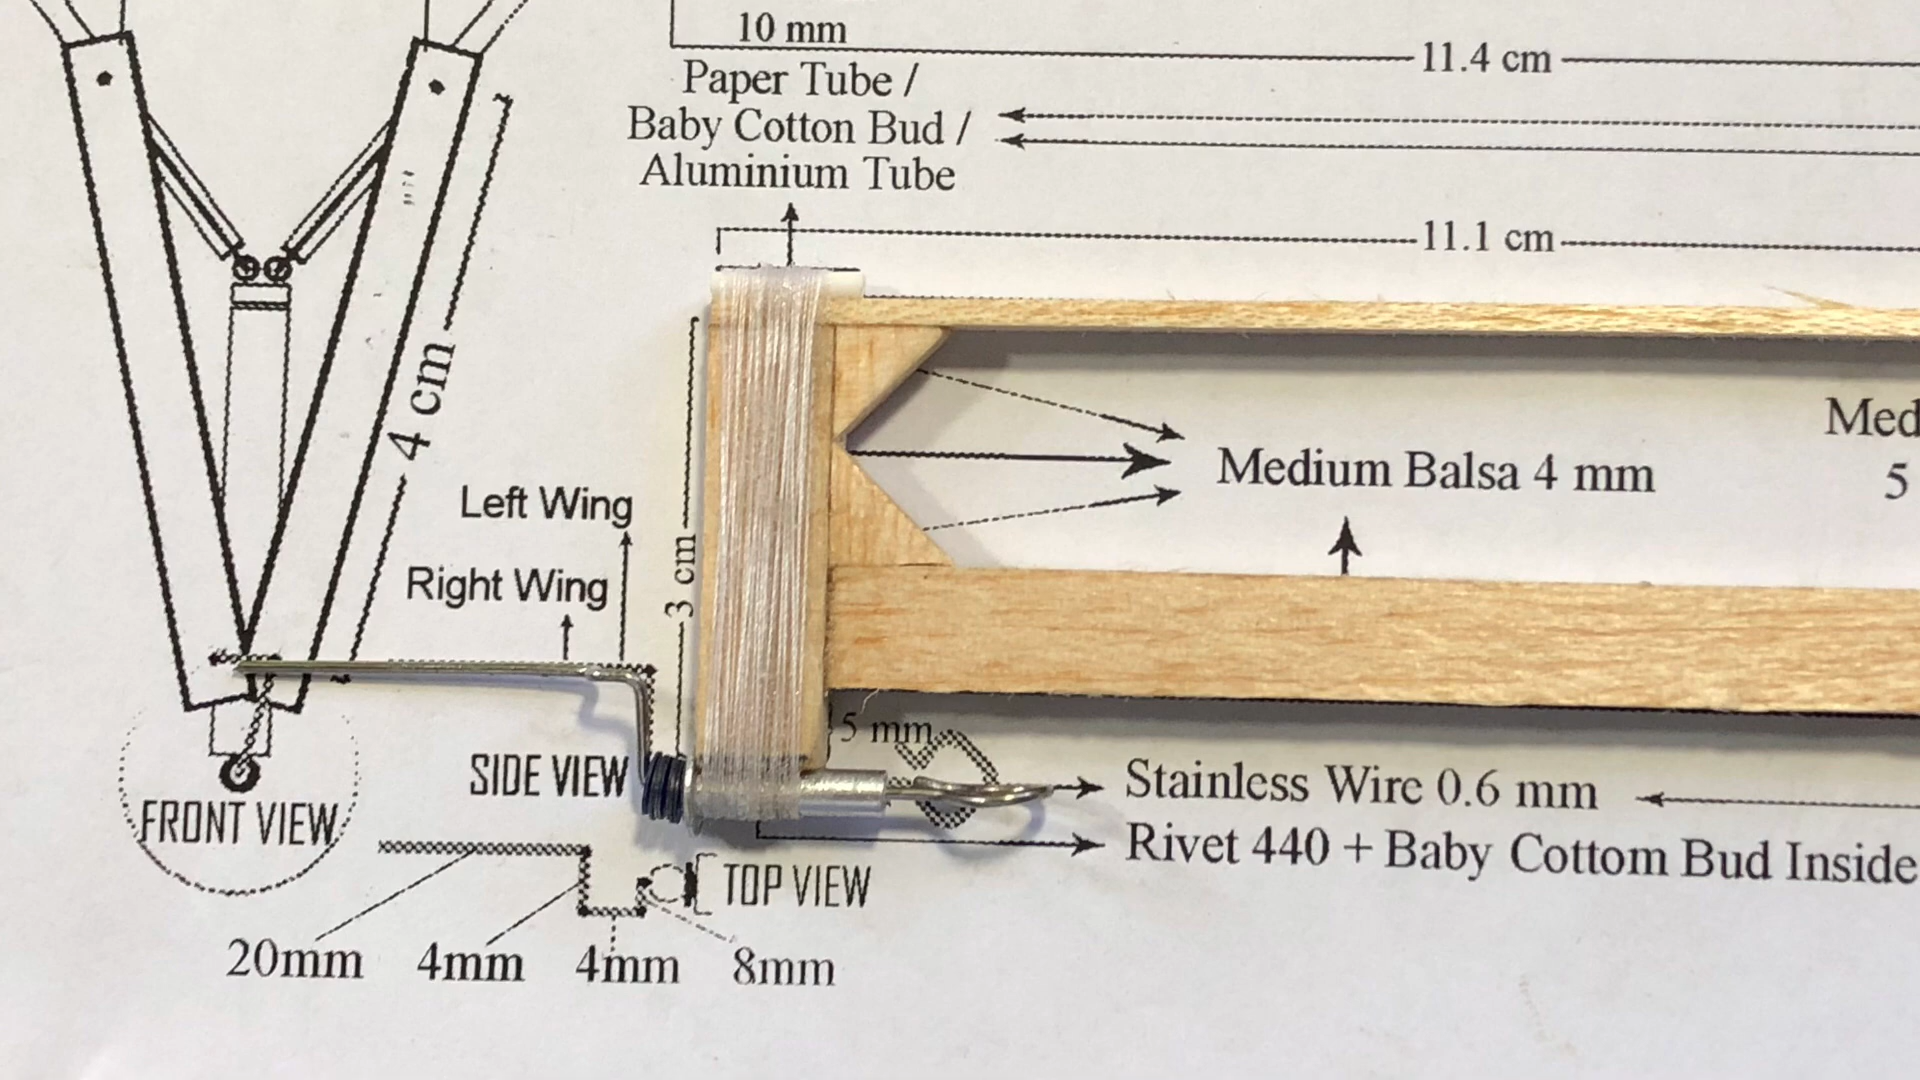 10 mm
11.4 cm
Paper Tube /
Baby Cotton Bud /
Aluminium Tube
11.1 cm
4 cm
Med
5
Medium Balsa 4 mm
Left Wing
Right Wing
3 cm
5 mm
SIDE VIEW
Stainless Wire 0.6 mm
FRONT VIEW
Rivet 440 + Baby Cottom Bud Inside
TOP VIEW
20mm
4mm
4mm
8mm